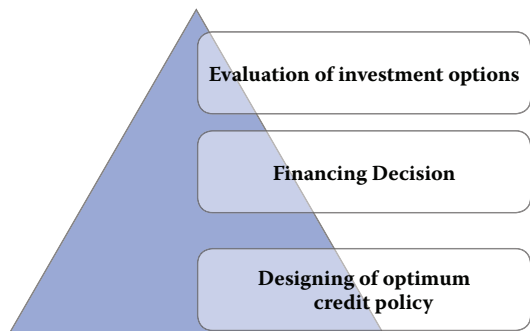 Evaluation of investment options
Financing Decision
Designing of optimum
credit policy